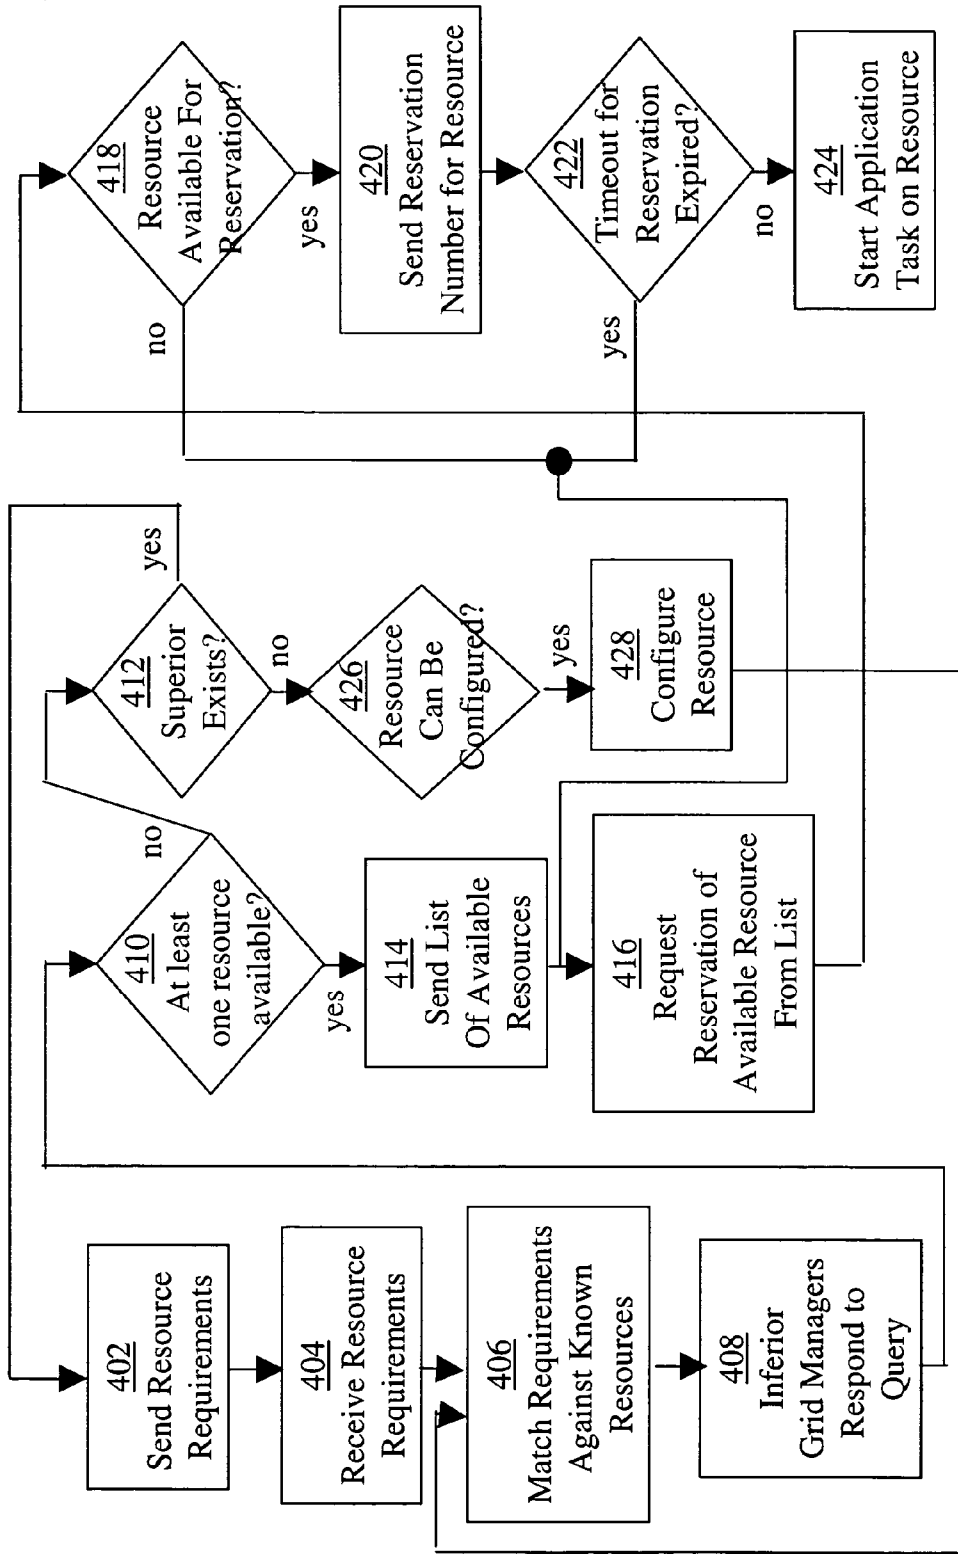 402
Send Resource
Requirements
404
Receive Resource
Requirements
406
Match Requirements
Against Known
Resources
408
Inferior
Grid Managers
Respond to
Query
410
At least
one resource
available?
no
yes
412
Superior
Exists?
yes
no
414
Send List
Of Available
Resources
426
Resource
Can Be
Configured?
yes
416
Request
Reservation of
Available Resource
From List
428
Configure
Resource
418
Resource
Available For
Reservation?
no
yes
420
Send Reservation
Number for Resource
422
Timeout for
Reservation
Expired?
yes
no
424
Start Application
Task on Resource